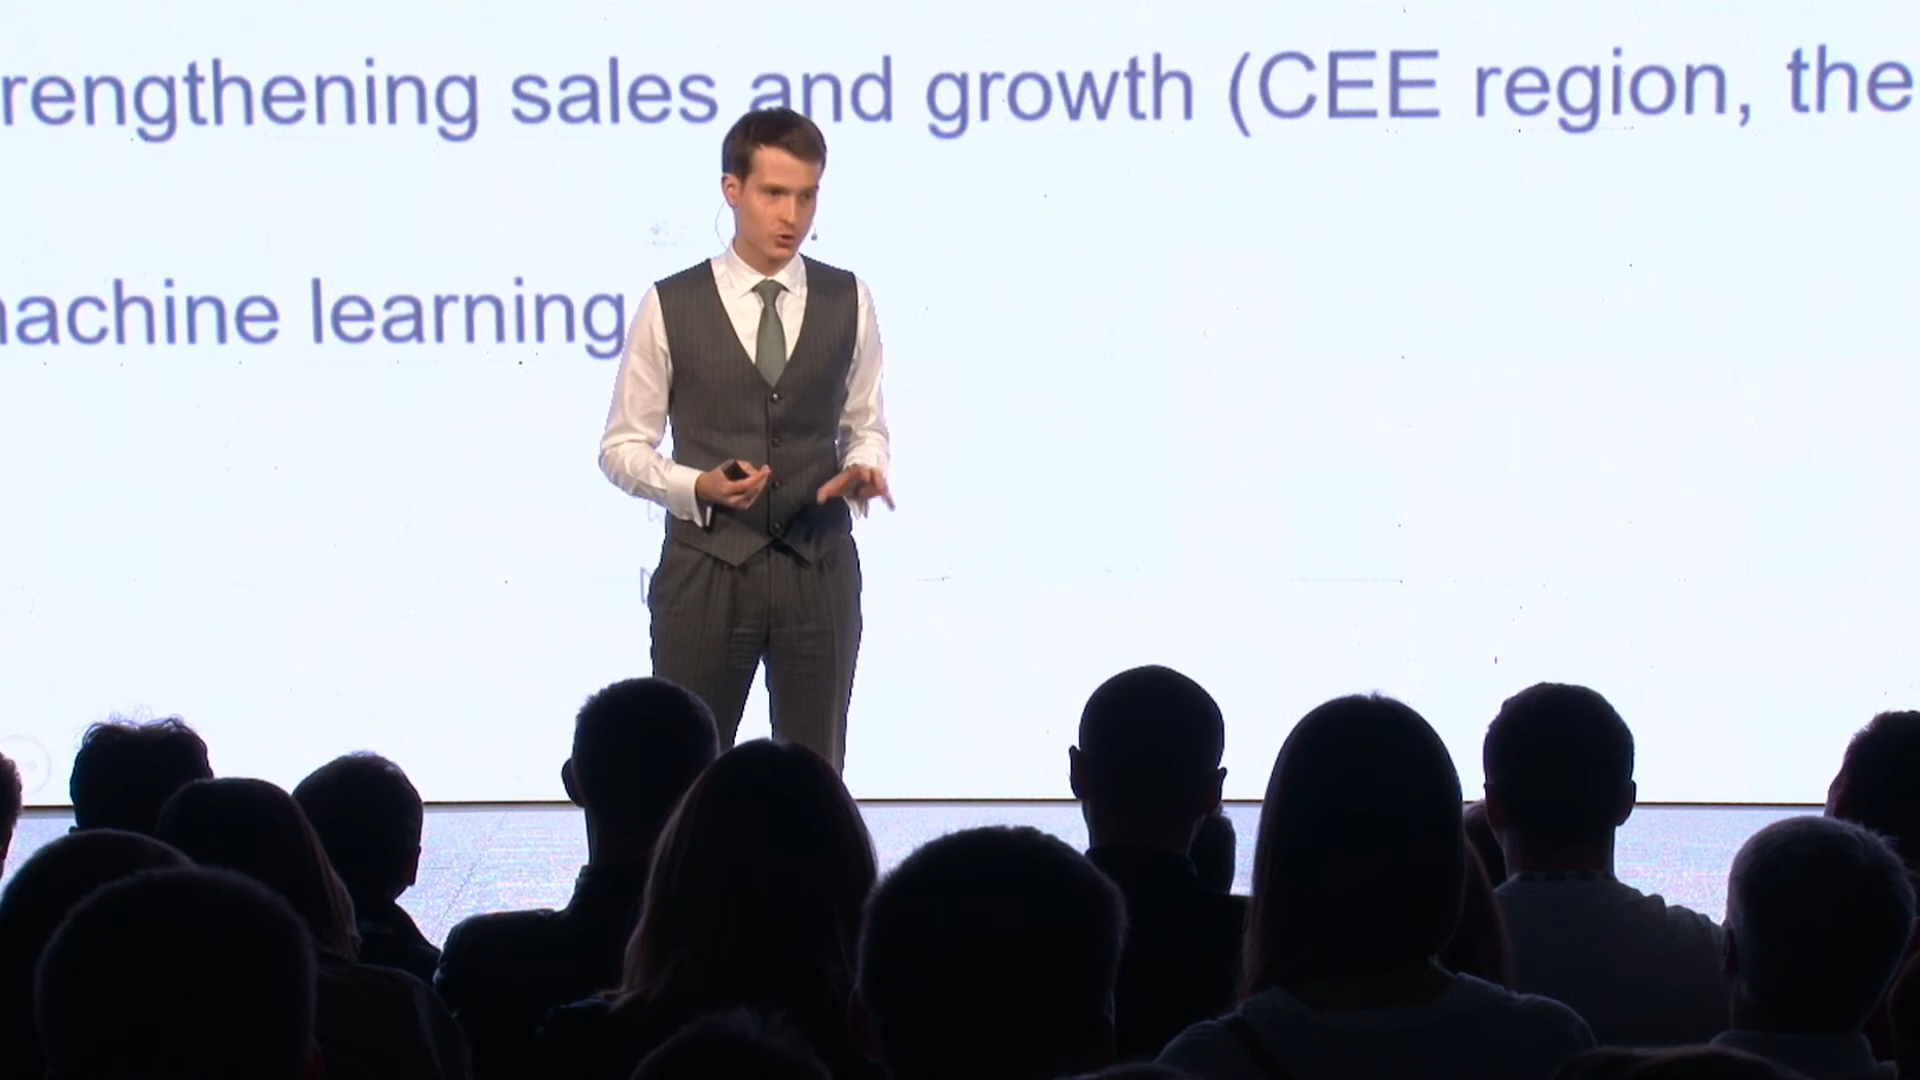 rengthening sales and growth (CEE region, the
achine learning